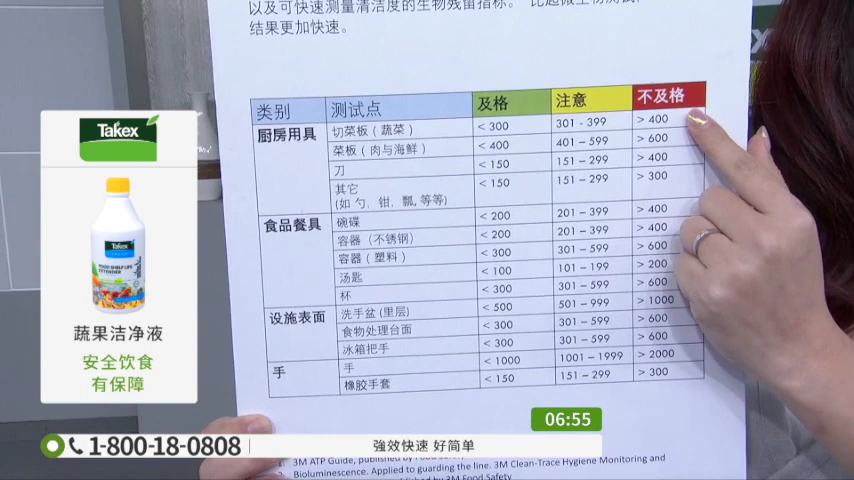 以及可快速测量清洁度的生物残留指标。 比起微生物测试,
结果更加快速。
类别 测试点 及格 注意 不及格
厨房用具 切菜板 ( 蔬菜 ) < 300 301 - 399 > 400
菜板 ( 肉与海鲜 ) < 400 401 – 599 > 600
刀 < 150 151 – 299 > 400
其它 < 150 151 – 299 > 300
(如 勺, 钳, 瓢, 等等)
食品餐具 碗碟 < 200 201 – 399 > 400
容器 (不锈钢) < 200 201 – 399 > 400
容器 ( 塑料 ) < 300 301 – 599 > 600
汤匙 < 100 101 – 199 > 200
杯 < 300 301 – 599 > 600
设施表面 洗手盆 (里层) < 500 501 – 999 > 1000
食物处理台面 < 300 301 – 599 > 600
冰箱把手 < 300 301 – 599 > 600
手 手 < 1000 1001 – 1999 > 2000
橡胶手套 < 150 151 – 299 > 300
Takex
Takex
FOOD SHELF LIFE
EXTENDER
蔬果洁净液
安全饮食
有保障
06:55
1-800-18-0808
強效快速 好简单
1. 3M ATP Guide, published by Food
Bioluminescence. Applied to guarding the line. 3M Clean-Trace Hygiene Monitoring and
by 3M Food Safety